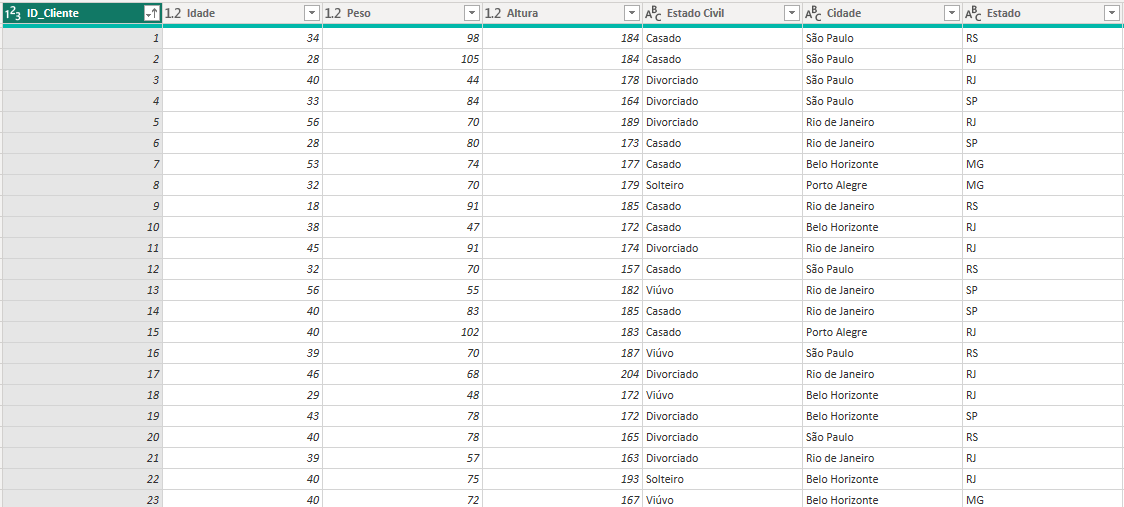 1²3 ID_Cliente 1.2 Idade 1.2 Peso 1.2 Altura ABC Estado Civil ABC Cidade ABC Estado
1 34 98 184 Casado São Paulo RS
2 28 105 184 Casado São Paulo RJ
3 40 44 178 Divorciado São Paulo RJ
4 33 84 164 Divorciado São Paulo SP
5 56 70 189 Divorciado Rio de Janeiro RJ
6 28 80 173 Casado Rio de Janeiro SP
7 53 74 177 Casado Belo Horizonte MG
8 32 70 179 Solteiro Porto Alegre MG
9 18 91 185 Casado Rio de Janeiro RS
10 38 47 172 Casado Belo Horizonte RJ
11 45 91 174 Divorciado Rio de Janeiro RJ
12 32 70 157 Casado São Paulo RS
13 56 55 182 Viúvo Rio de Janeiro SP
14 40 83 185 Casado Rio de Janeiro SP
15 40 102 183 Casado Porto Alegre RJ
16 39 70 187 Viúvo São Paulo RS
17 46 68 204 Divorciado Rio de Janeiro RJ
18 29 48 172 Viúvo Belo Horizonte RJ
19 43 78 172 Divorciado Belo Horizonte SP
20 40 78 165 Divorciado São Paulo RS
21 39 57 163 Divorciado Rio de Janeiro RJ
22 40 75 193 Solteiro Belo Horizonte RJ
23 40 72 167 Viúvo Belo Horizonte MG